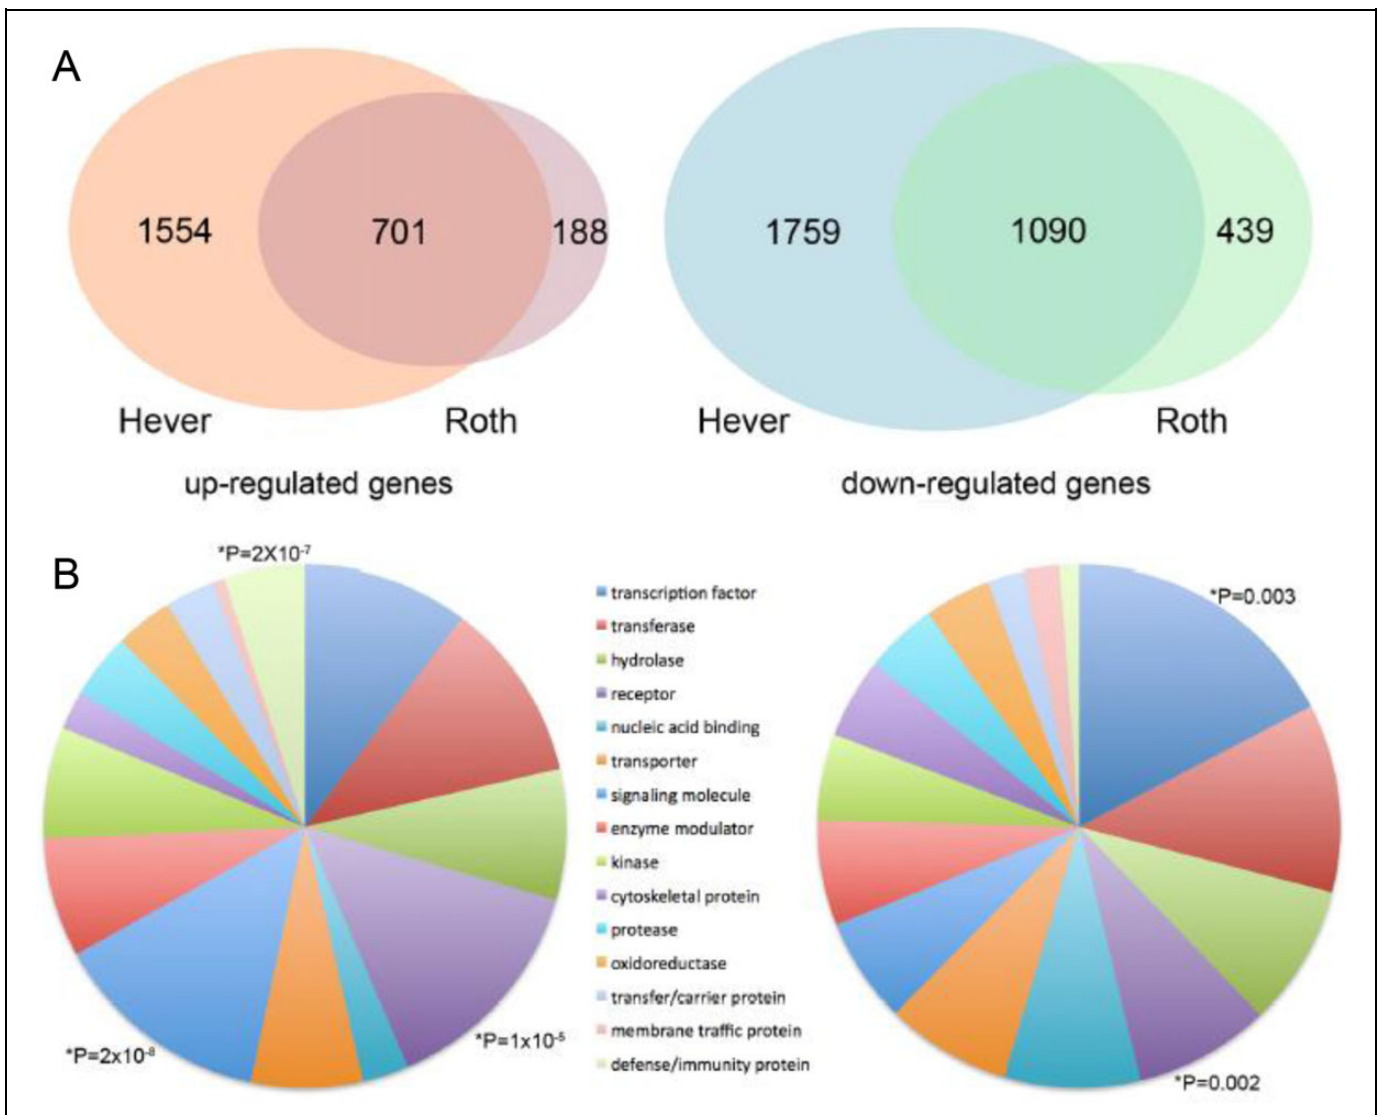 A
1554
701
188
1759
1090
439
Hever
Roth
Hever
Roth
up-regulated genes
down-regulated genes
B
*P=2X10⁻⁷
*P=0.003
transcription factor
transferase
hydrolase
receptor
nucleic acid binding
transporter
signaling molecule
enzyme modulator
kinase
cytoskeletal protein
protease
oxidoreductase
transfer/carrier protein
membrane traffic protein
defense/immunity protein
*P=2x10⁻⁸
*P=1x10⁻⁵
*P=0.002